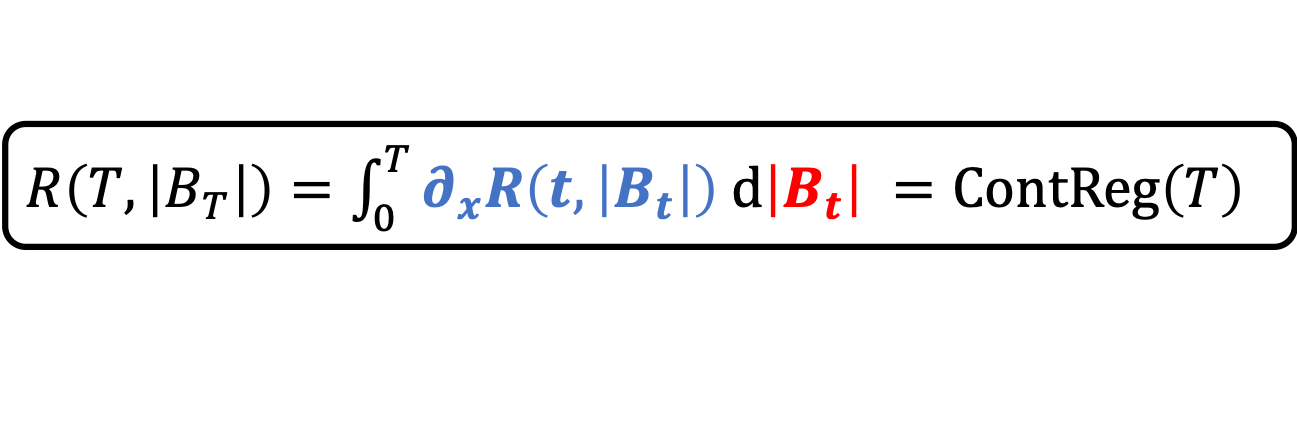 R(T, |B_T|) = ∫_0^T ∂_x R(t, |B_t|) d|B_t| = ContReg(T)